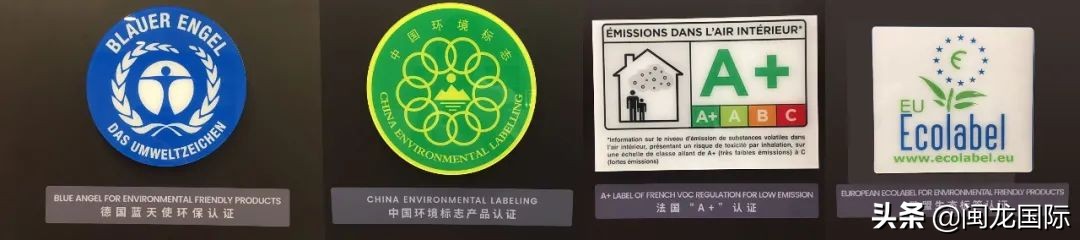 BLAUER ENGEL
DAS UMWELTZEICHEN
BLUE ANGEL FOR ENVIRONMENTAL FRIENDLY PRODUCTS
德国蓝天使环保认证
中国环境标志
CHINA ENVIRONMENTAL LABELLING
CHINA ENVIRONMENTAL LABELING
中国环境标志产品认证
ÉMISSIONS DANS L'AIR INTÉRIEUR*
A+
A+ A B C
*Information sur le niveau d'émission de substances volatiles dans
l'air intérieur, présentant un risque de toxicité par inhalation, sur
une échelle de classe allant de A+ (très faibles émissions) à C
(fortes émissions)
A+ LABEL OF FRENCH VOC REGULATION FOR LOW EMISSION
法国“A+”认证
€
EU
Ecolabel
www.ecolabel.eu
EUROPEAN ECOLABEL FOR ENVIRONMENTAL FRIENDLY PRODUCTS
头条 @闽龙国际